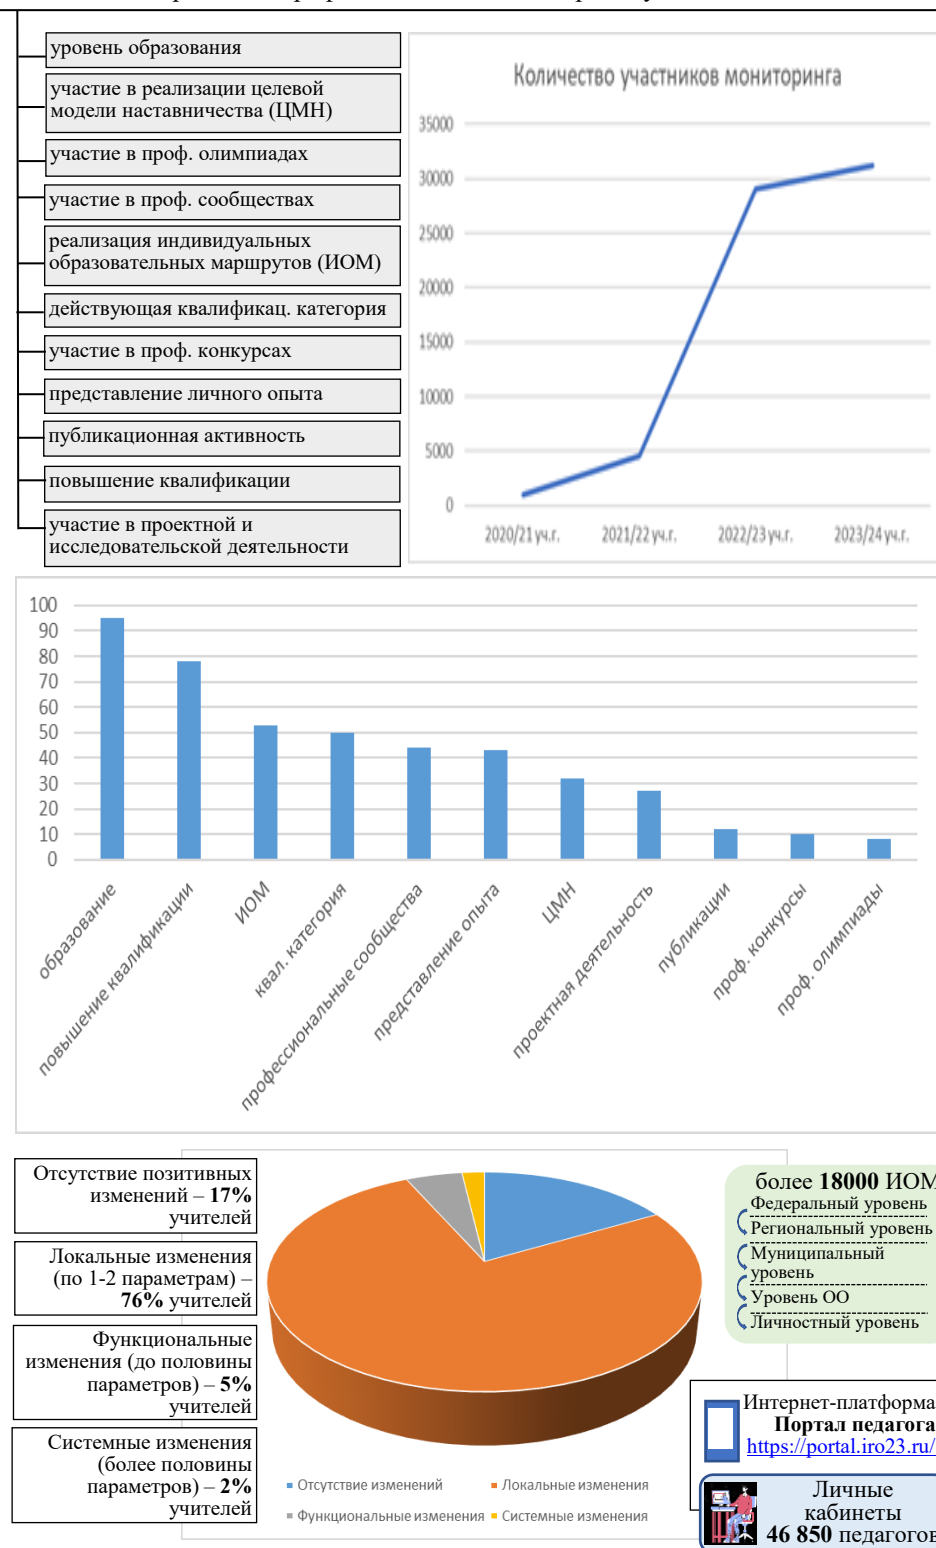 уровень образования
участие в реализации целевой
модели наставничества (ЦМН)
участие в проф. олимпиадах
участие в проф. сообществах
реализация индивидуальных
образовательных маршрутов (ИОМ)
действующая квалификац. категория
участие в проф. конкурсах
представление личного опыта
публикационная активность
повышение квалификации
участие в проектной и
исследовательской деятельности
Количество участников мониторинга
35000
30000
25000
20000
15000
10000
5000
0
2020/21 уч.г. 2021/22 уч.г. 2022/23 уч.г. 2023/24 уч.г.
100
90
80
70
60
50
40
30
20
10
0
образование
повышение квалификации
ИОМ
квал. категория
профессиональные сообщества
представление опыта
ЦМН
проектная деятельность
публикации
проф. конкурсы
проф. олимпиады
Отсутствие позитивных
изменений – 17%
учителей
Локальные изменения
(по 1-2 параметрам) –
76% учителей
Функциональные
изменения (до половины
параметров) – 5%
учителей
Системные изменения
(более половины
параметров) – 2%
учителей
Отсутствие изменений Локальные изменения
Функциональные изменения Системные изменения
более 18000 ИОМ
Федеральный уровень
Региональный уровень
Муниципальный
уровень
Уровень ОО
Личностный уровень
Интернет-платформа
Портал педагога
https://portal.iro23.ru/
Личные
кабинеты
46 850 педагогов